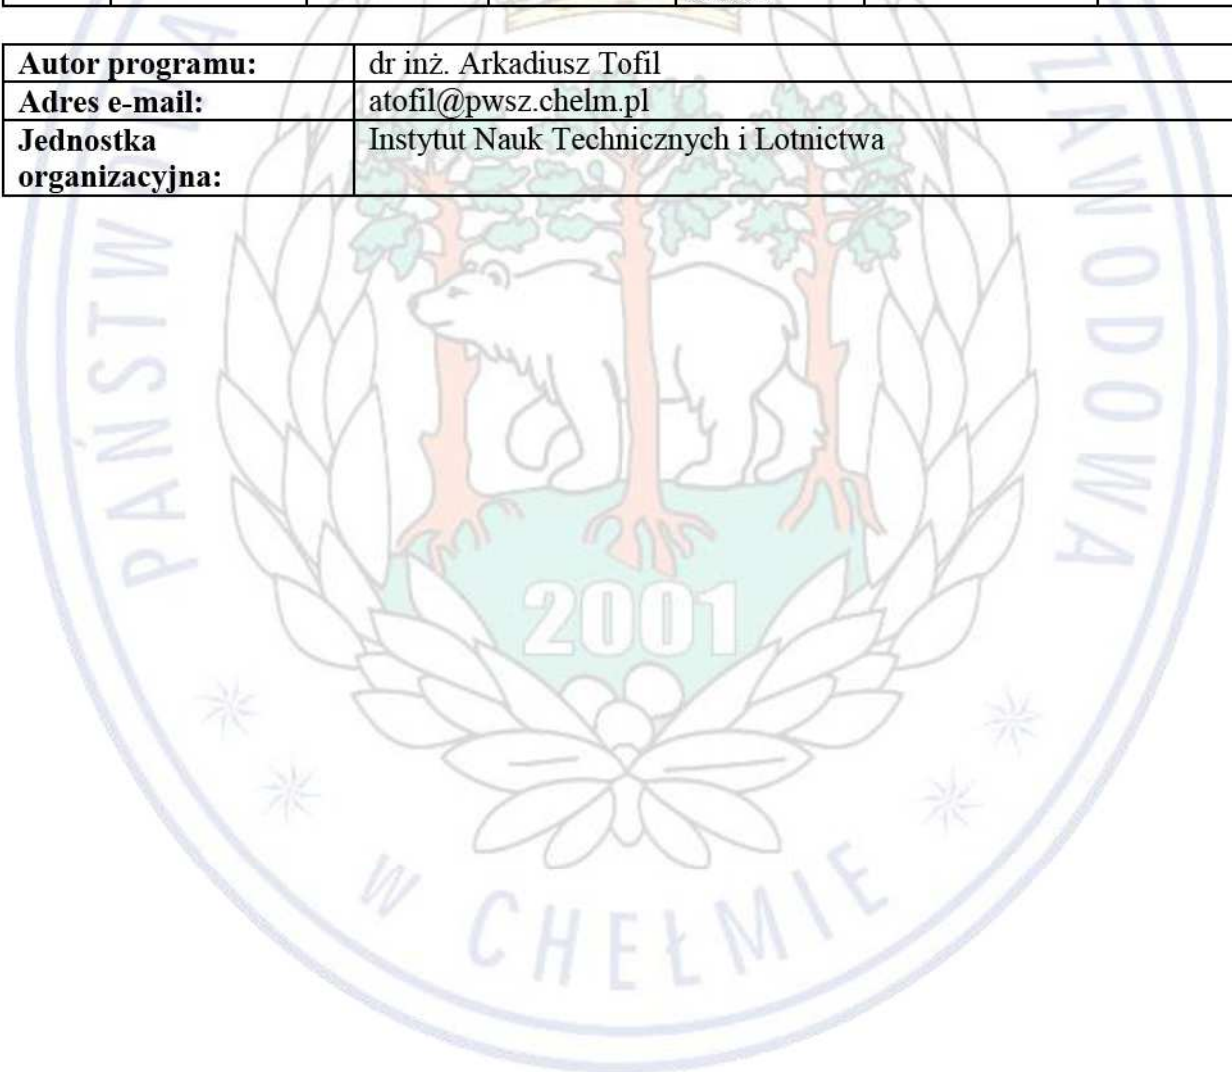 Autor programu: dr inż. Arkadiusz Tofil
Adres e-mail: atofil@pwsz.chelm.pl
Jednostka organizacyjna: Instytut Nauk Technicznych i Lotnictwa
PAŃSTWOWA
ZAWODOWA
2001
W CHEŁMIE